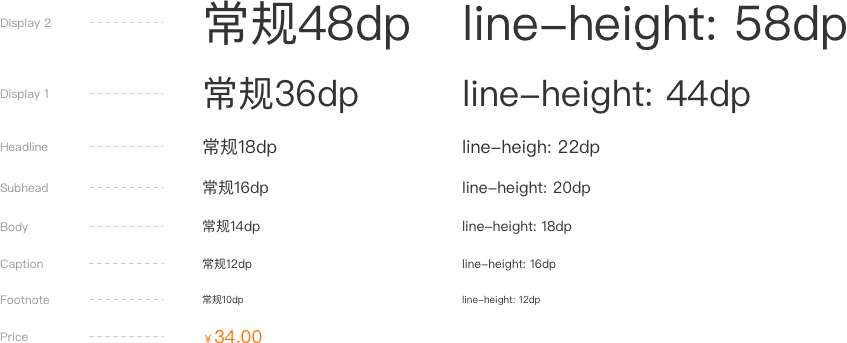 Display 2 常规48dp line-height: 58dp
Display 1 常规36dp line-height: 44dp
Headline 常规18dp line-heigh: 22dp
Subhead 常规16dp line-height: 20dp
Body 常规14dp line-height: 18dp
Caption 常规12dp line-height: 16dp
Footnote 常规10dp line-height: 12dp
Price ¥34.00